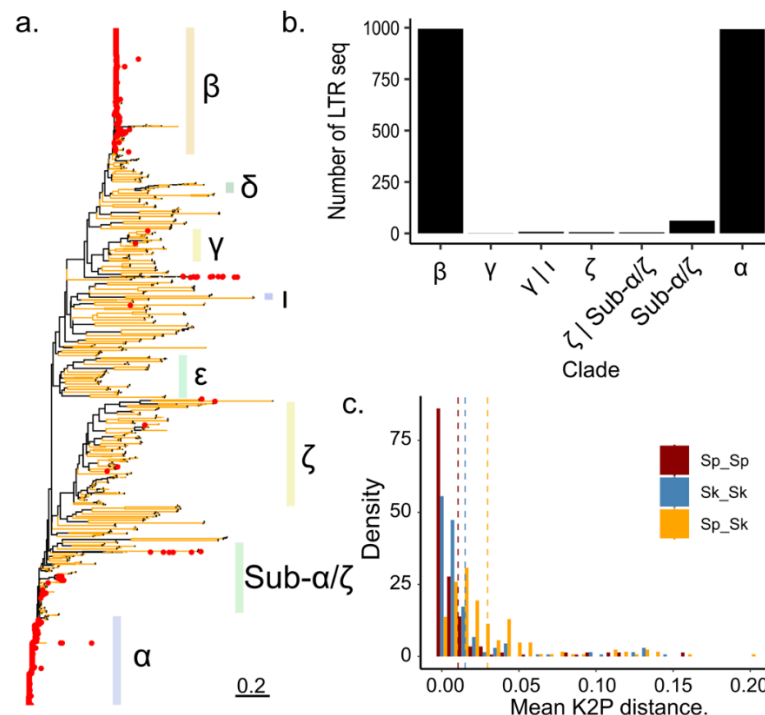 a.
β
δ
γ
ι
ε
ζ
Sub-α/ζ
α
0.2
b.
Number of LTR seq
1000
750
500
250
0
β
γ
γ | ι
ζ
ζ | Sub-α/ζ
Sub-α/ζ
α
Clade
c.
Density
75
50
25
0
Sp_Sp
Sk_Sk
Sp_Sk
0.00
0.05
0.10
0.15
0.20
Mean K2P distance.